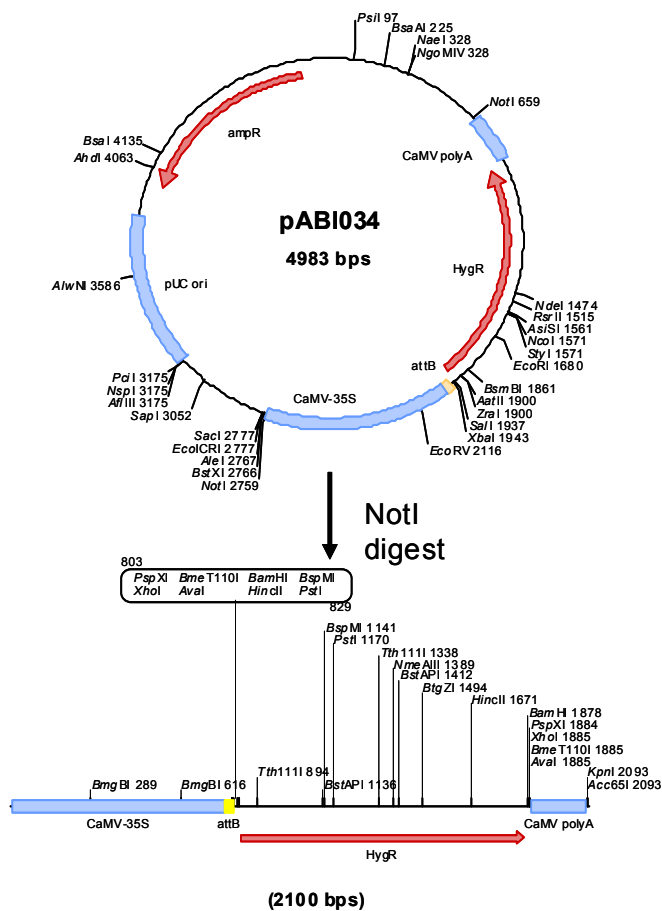 PsiI 97
BsaAI 225
NaeI 328
NgoMIV 328
NotI 659
CaMV polyA
ampR
BsaI 4135
AhdI 4063
pABI034
4983 bps
HygR
AlwNI 3586
pUC ori
NdeI 1474
RsrII 1515
AsiSI 1561
NcoI 1571
StyI 1571
EcoRI 1680
attB
BsmBI 1861
AatII 1900
ZraI 1900
SalI 1937
XbaI 1943
EcoRV 2116
PciI 3175
NspI 3175
AflIII 3175
SapI 3052
CaMV-35S
SacI 2777
EcoICRI 2777
AleI 2767
BstXI 2766
NotI 2759
NotI
digest
803
PspXI BmeT110I BamHI BspMI
XhoI AvaI HincII PstI
829
BspMI 1141
PstI 1170
Tth111I 1338
NmeAIII 1389
BstAPI 1412
BtgZI 1494
HincII 1671
BamHI 1878
PspXI 1884
XhoI 1885
BmeT110I 1885
AvaI 1885
KpnI 2093
Acc65I 2093
BmgBI 289
BmgBI 616
Tth111I 894
BstAPI 1136
CaMV-35S
attB
CaMV polyA
HygR
(2100 bps)